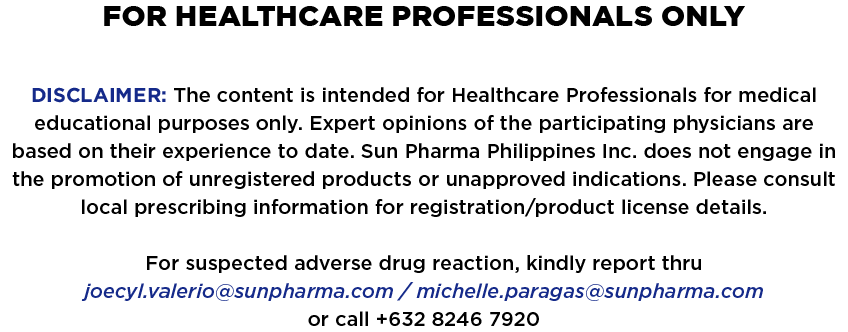 FOR HEALTHCARE PROFESSIONALS ONLY
DISCLAIMER: The content is intended for Healthcare Professionals for medical
educational purposes only. Expert opinions of the participating physicians are
based on their experience to date. Sun Pharma Philippines Inc. does not engage in
the promotion of unregistered products or unapproved indications. Please consult
local prescribing information for registration/product license details.
For suspected adverse drug reaction, kindly report thru
joecyl.valerio@sunpharma.com / michelle.paragas@sunpharma.com
or call +632 8246 7920